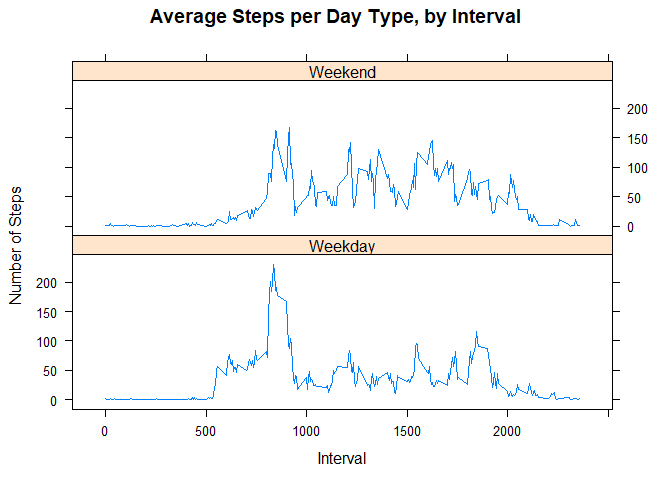 Average Steps per Day Type, by Interval
Weekend
200
150
100
50
0
Number of Steps
Weekday
200
150
100
50
0
0 500 1000 1500 2000
Interval